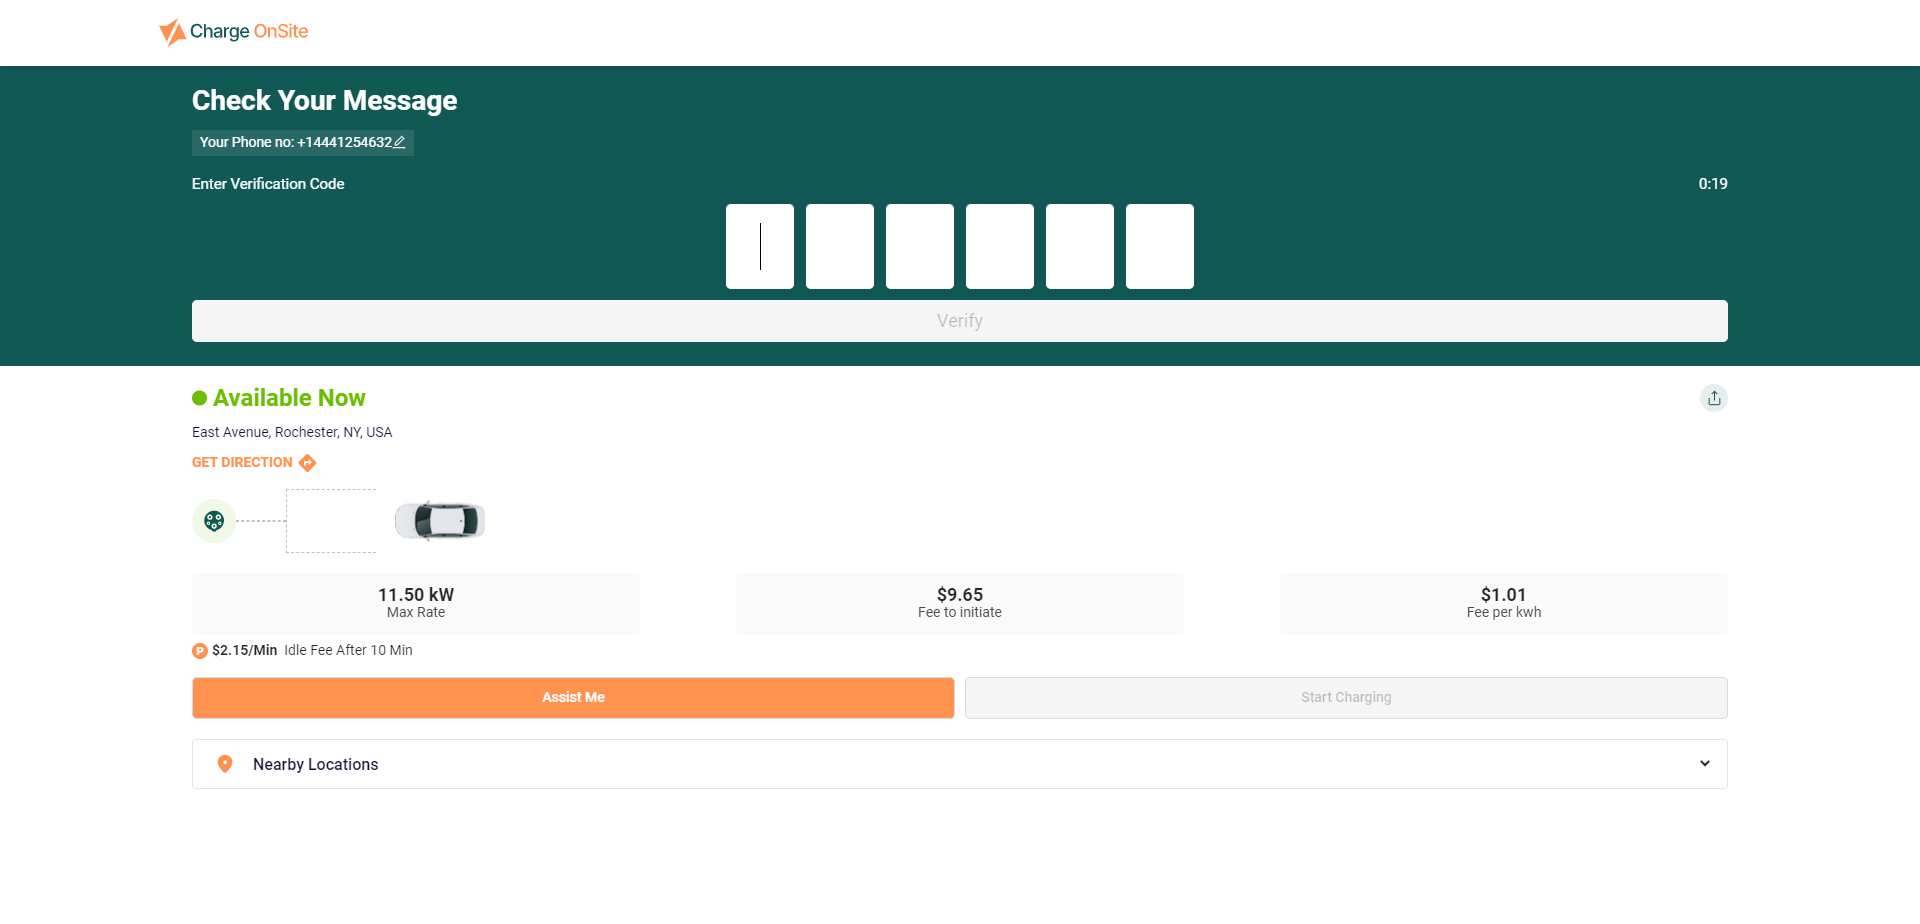 Charge OnSite
Check Your Message
Your Phone no: +14441254632
Enter Verification Code
0:19
Verify
Available Now
East Avenue, Rochester, NY, USA
GET DIRECTION
11.50 kW
Max Rate
$9.65
Fee to initiate
$1.01
Fee per kwh
P $2.15/Min Idle Fee After 10 Min
Assist Me
Start Charging
Nearby Locations